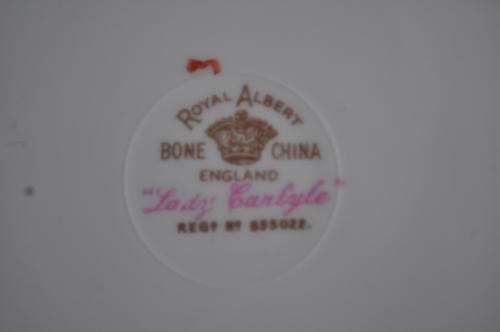 ROYAL ALBERT
BONE CHINA
ENGLAND
"Lady Carlyle"
REGD No 855022.